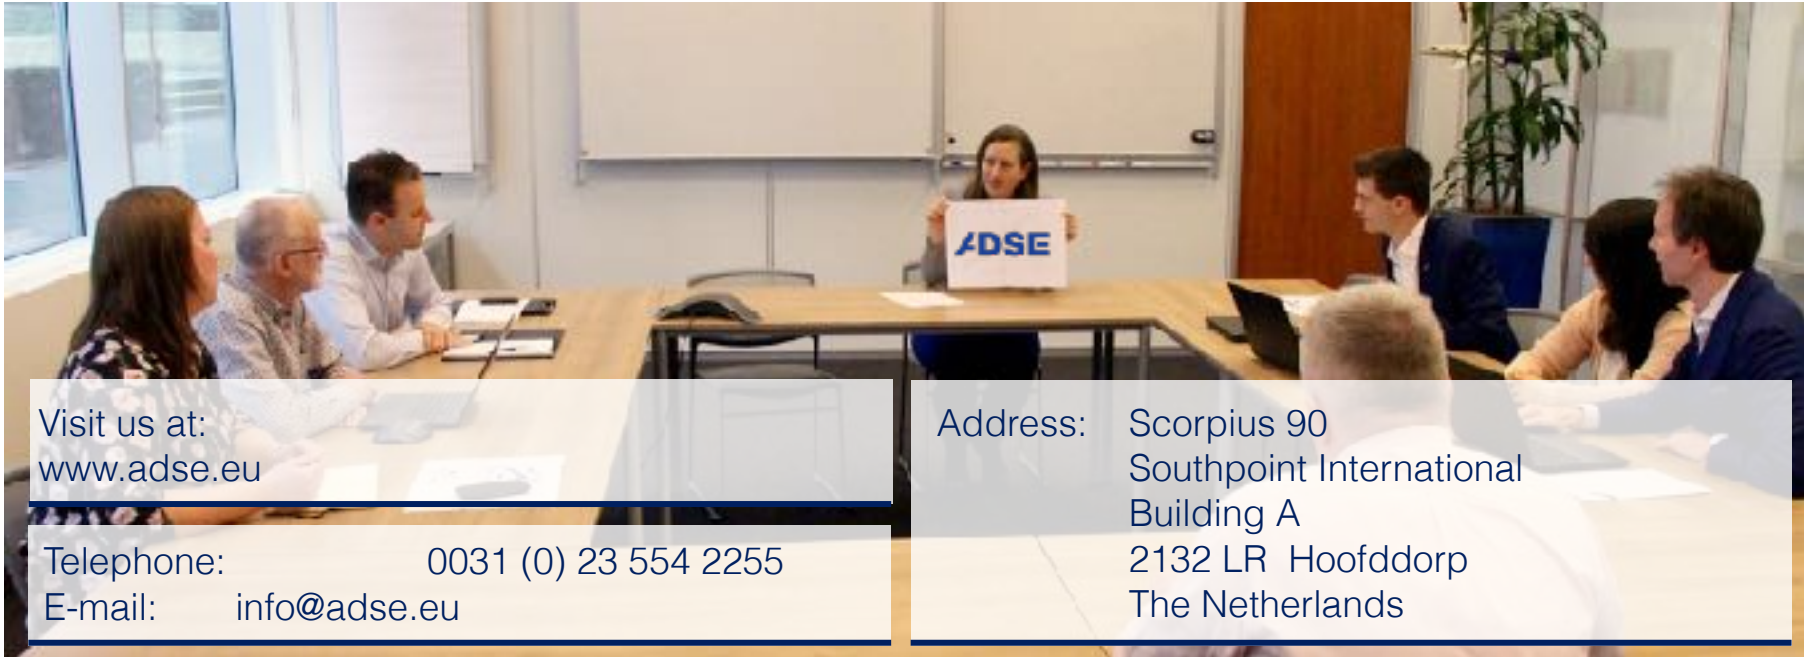 ADSE
Visit us at:
www.adse.eu
Telephone: 0031 (0) 23 554 2255
E-mail: info@adse.eu
Address: Scorpius 90
Southpoint International
Building A
2132 LR Hoofddorp
The Netherlands